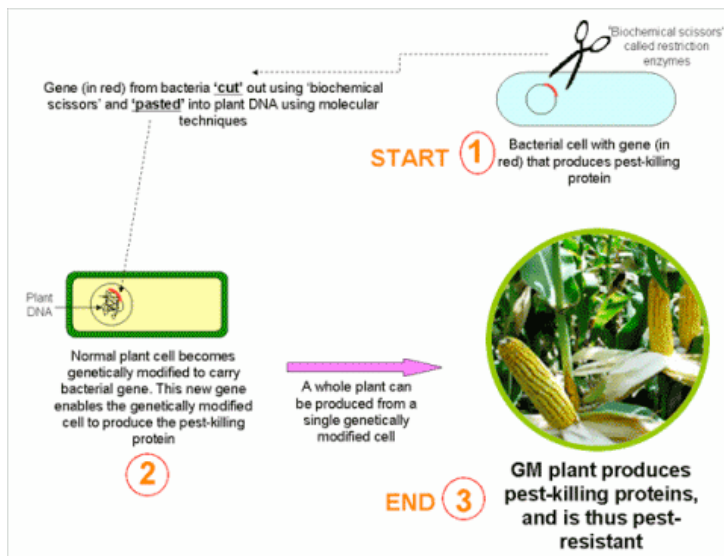 'Biochemical scissors'
called restriction
enzymes
Gene (in red) from bacteria 'cut' out using 'biochemical
scissors' and 'pasted' into plant DNA using molecular
techniques
START 1
Bacterial cell with gene (in
red) that produces pest-killing
protein
Plant
DNA
Normal plant cell becomes
genetically modified to carry
bacterial gene. This new gene
enables the genetically modified
cell to produce the pest-killing
protein
2
A whole plant can
be produced from a
single genetically
modified cell
END 3
GM plant produces
pest-killing proteins,
and is thus pest-
resistant